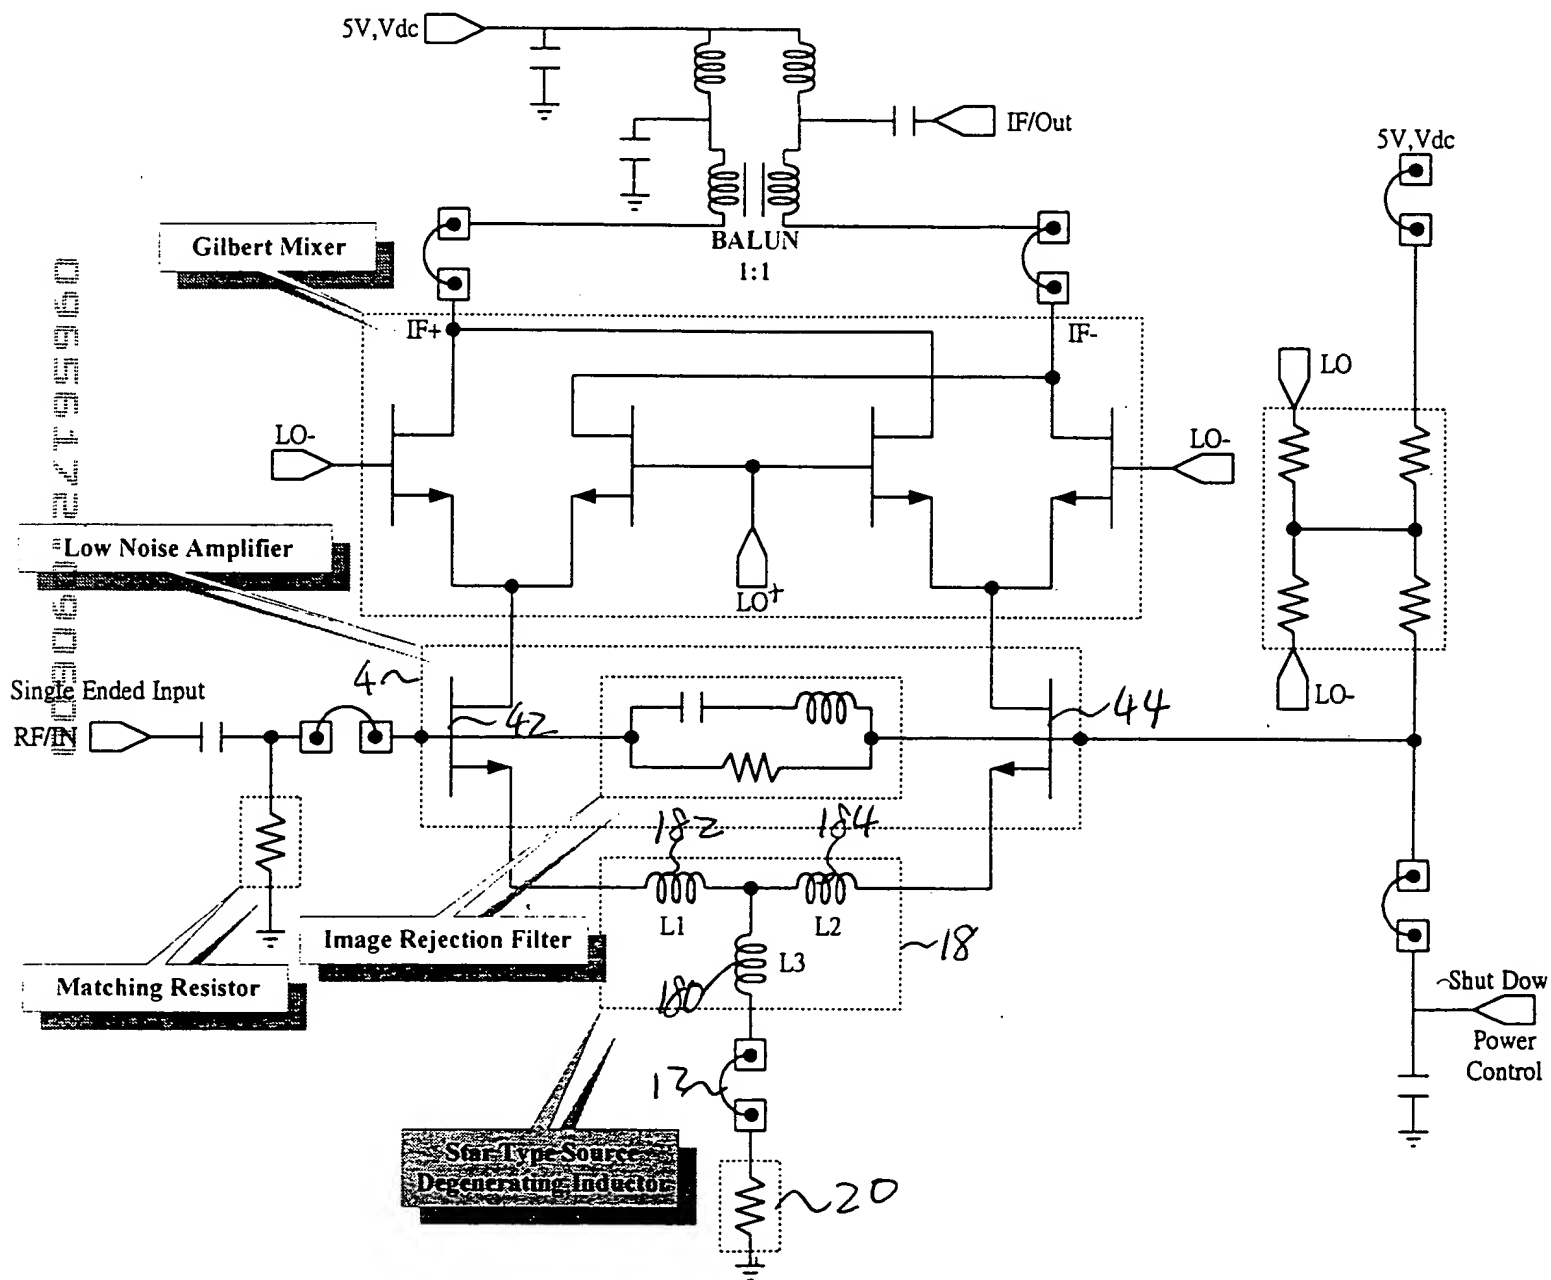 5V,Vdc
IF/Out
5V,Vdc
BALUN
1:1
Gilbert Mixer
IF+
IF-
LO
LO-
LO-
LO+
Low Noise Amplifier
LO-
4
42
44
Single Ended Input
RF/IN
182
184
L1
L2
Image Rejection Filter
18
L3
180
Matching Resistor
Shut Dow
Power
Control
12
Star Type Source
Degenerating Inductor
20